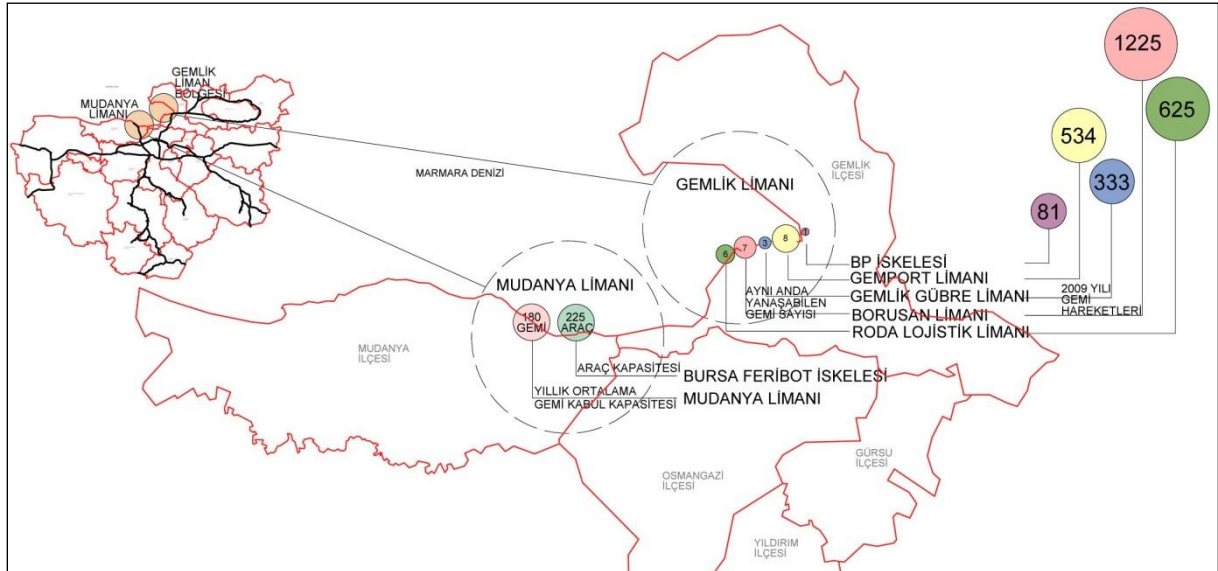 GEMLİK
LİMAN
BÖLGESİ
MUDANYA
LİMANI
MARMARA DENİZİ
GEMLİK
İLÇESİ
GEMLİK LİMANI
1225
625
534
333
81
6
7
3
8
1
BP İSKELESİ
GEMPORT LİMANI
GEMLİK GÜBRE LİMANI
BORUSAN LİMANI
RODA LOJİSTİK LİMANI
AYNI ANDA
YANAŞABİLEN
GEMİ SAYISI
2009 YILI
GEMİ
HAREKETLERİ
MUDANYA LİMANI
180
GEMİ
225
ARAÇ
ARAÇ KAPASİTESİ
BURSA FERİBOT İSKELESİ
YILLIK ORTALAMA
GEMİ KABUL KAPASİTESİ
MUDANYA LİMANI
MUDANYA
İLÇESİ
OSMANGAZİ
İLÇESİ
GÜRSU
İLÇESİ
YILDIRIM
İLÇESİ